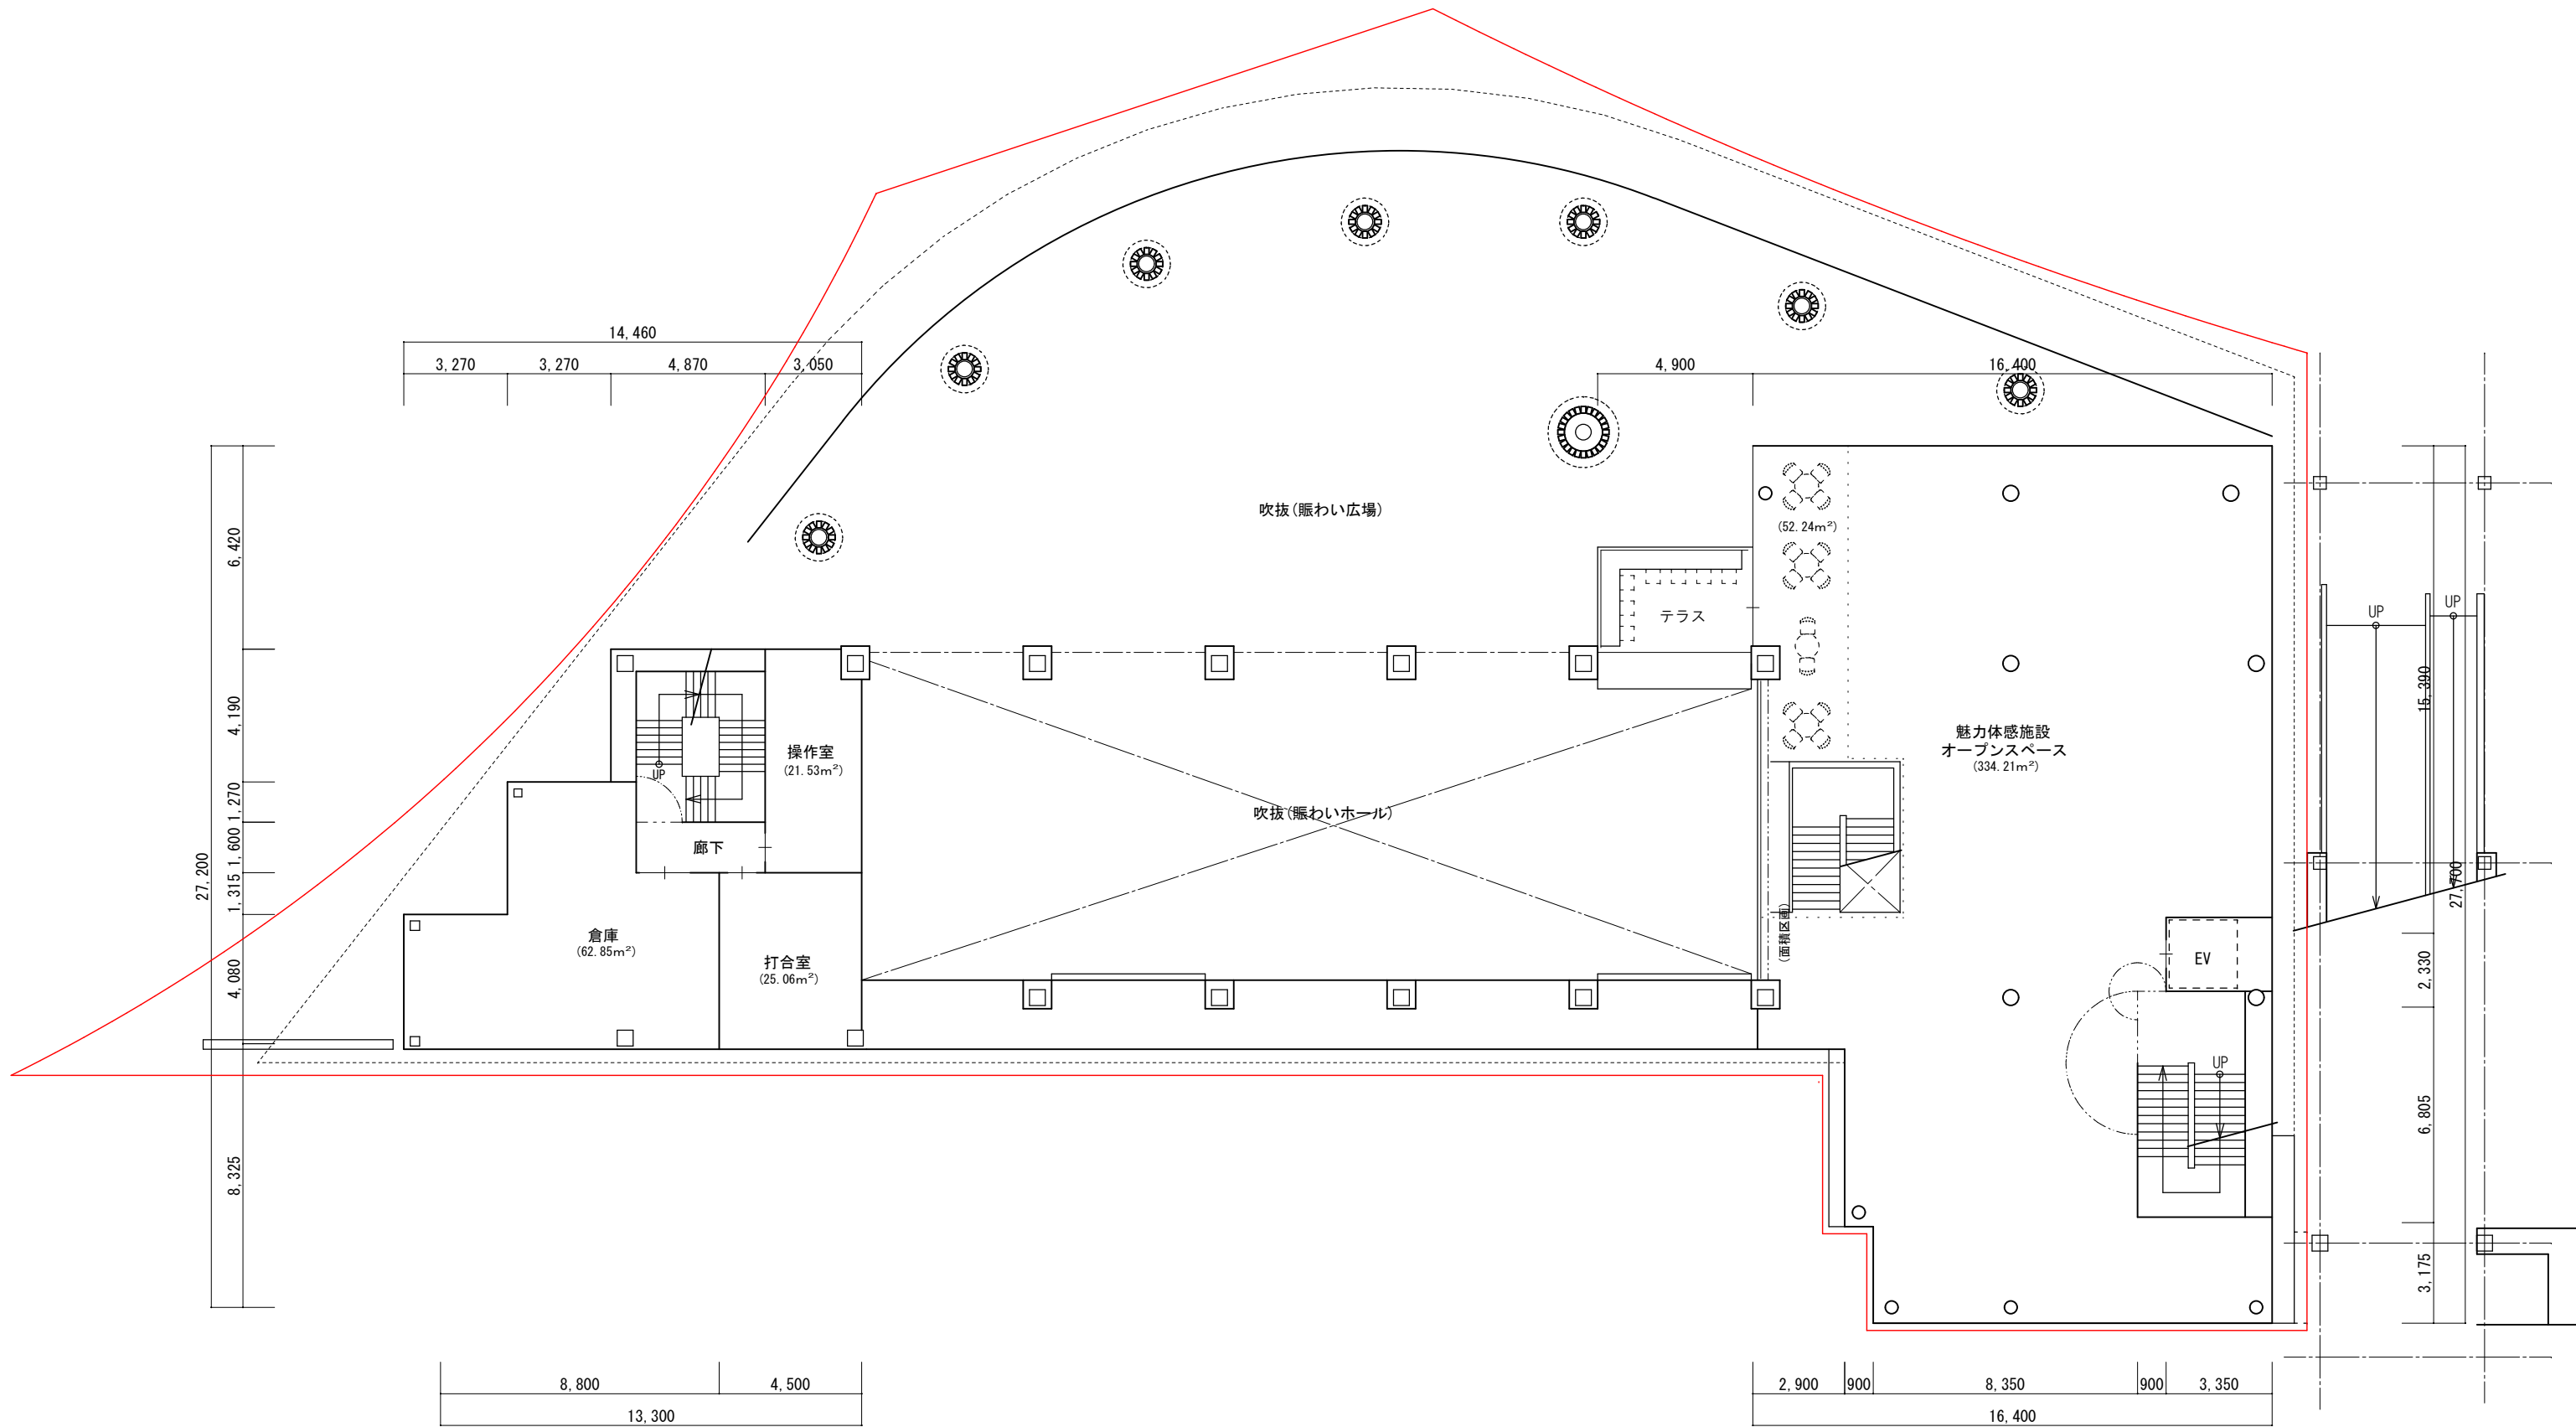 14,460
3,270
3,270
4,870
3,050
4,900
16,400
吹抜(賑わい広場)
(52.24m²)
6,420
テラス
UP
UP
15,390
4,190
操作室
(21.53m²)
UP
魅力体感施設
オープンスペース
(334.21m²)
1,270
吹抜(賑わいホール)
1,600
廊下
27,200
1,315
27,700
倉庫
(62.85m²)
(面積区画)
打合室
(25.06m²)
EV
4,080
2,330
UP
6,805
8,325
3,175
8,800
4,500
2,900
900
8,350
900
3,350
13,300
16,400